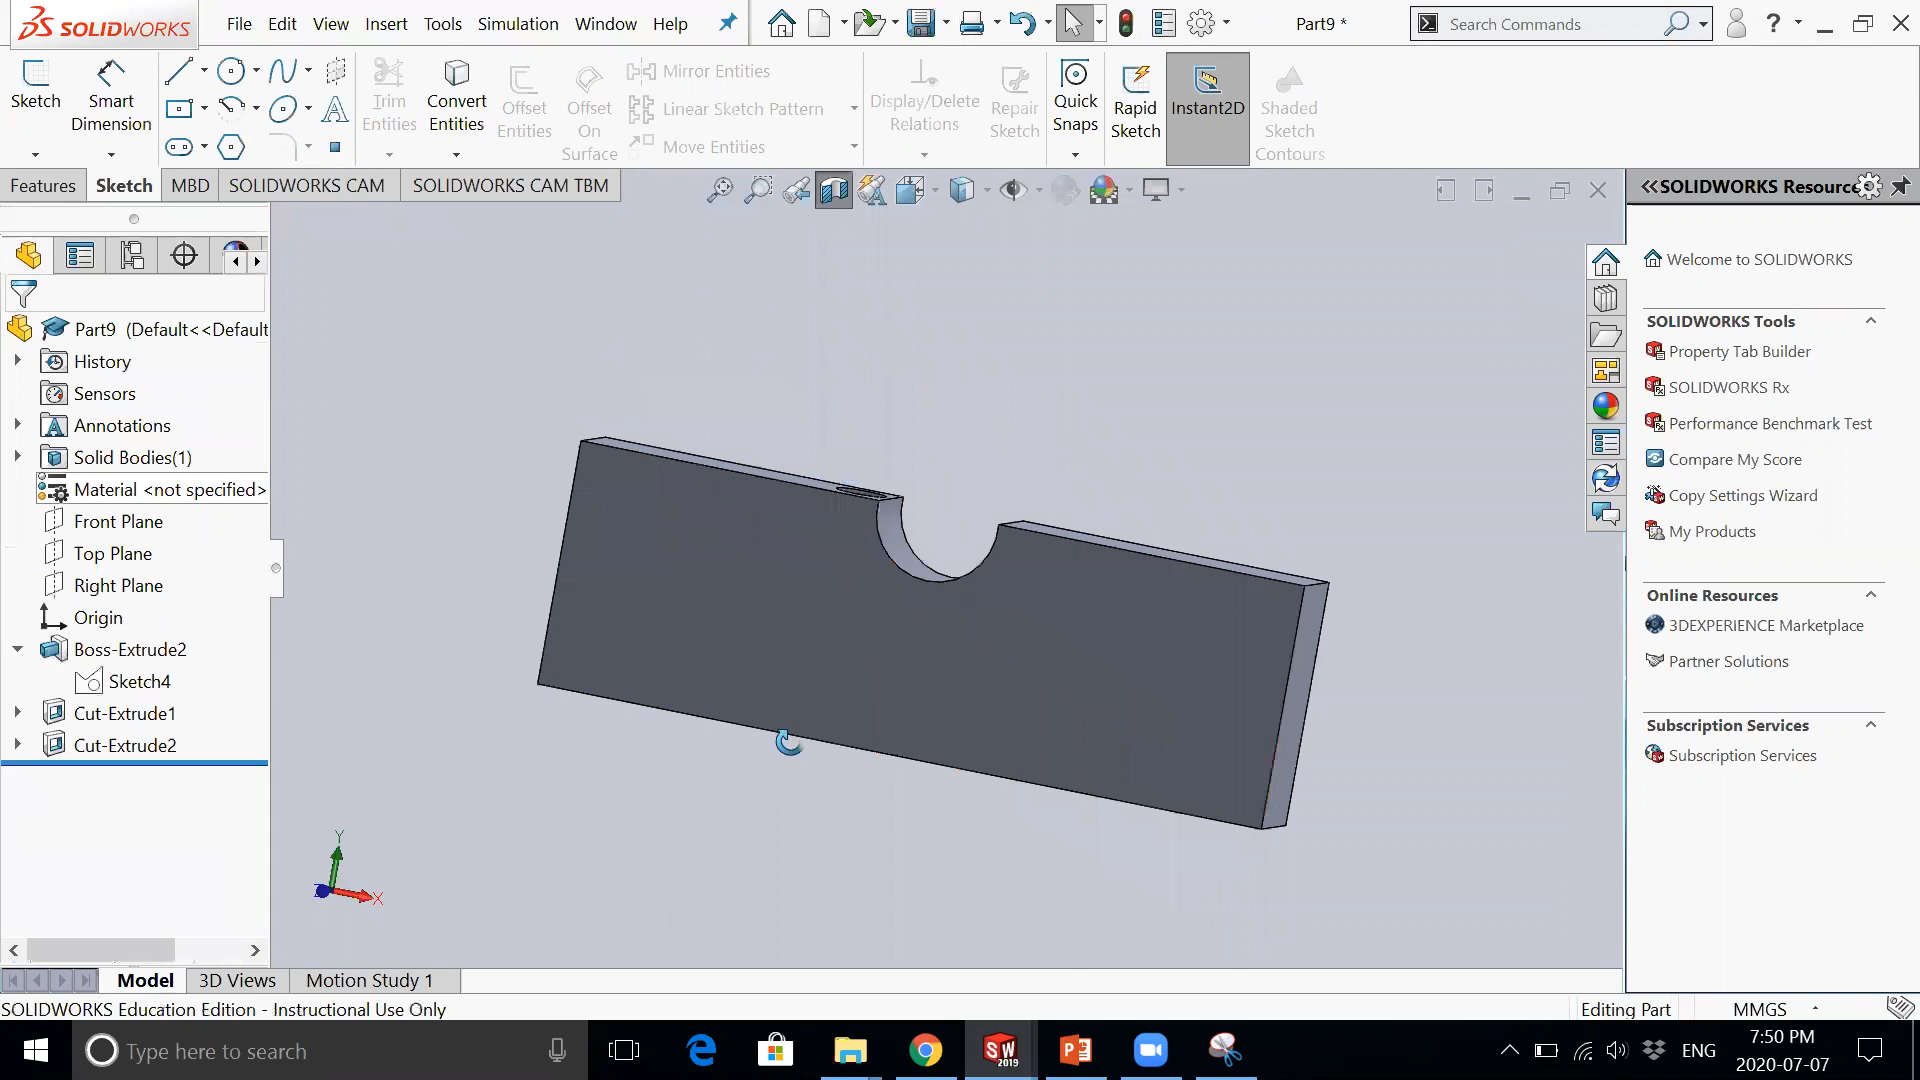 SOLIDWORKS File Edit View Insert Tools Simulation Window Help Part9 * Search Commands ?
Sketch Smart Dimension
Trim Entities
Convert Entities
Offset Entities
Offset On Surface
Mirror Entities
Linear Sketch Pattern
Move Entities
Display/Delete Relations
Repair Sketch
Quick Snaps
Rapid Sketch
Instant2D
Shaded Sketch Contours
Features Sketch MBD SOLIDWORKS CAM SOLIDWORKS CAM TBM
Part9 (Default<<Default
History
Sensors
Annotations
Solid Bodies(1)
Material <not specified>
Front Plane
Top Plane
Right Plane
Origin
Boss-Extrude2
Sketch4
Cut-Extrude1
Cut-Extrude2
Y
Z
X
SOLIDWORKS Resourc
Welcome to SOLIDWORKS
SOLIDWORKS Tools
Property Tab Builder
SOLIDWORKS Rx
Performance Benchmark Test
Compare My Score
Copy Settings Wizard
My Products
Online Resources
3DEXPERIENCE Marketplace
Partner Solutions
Subscription Services
Subscription Services
Model 3D Views Motion Study 1
SOLIDWORKS Education Edition - Instructional Use Only Editing Part MMGS
Type here to search
SW 2019
ENG
7:50 PM
2020-07-07